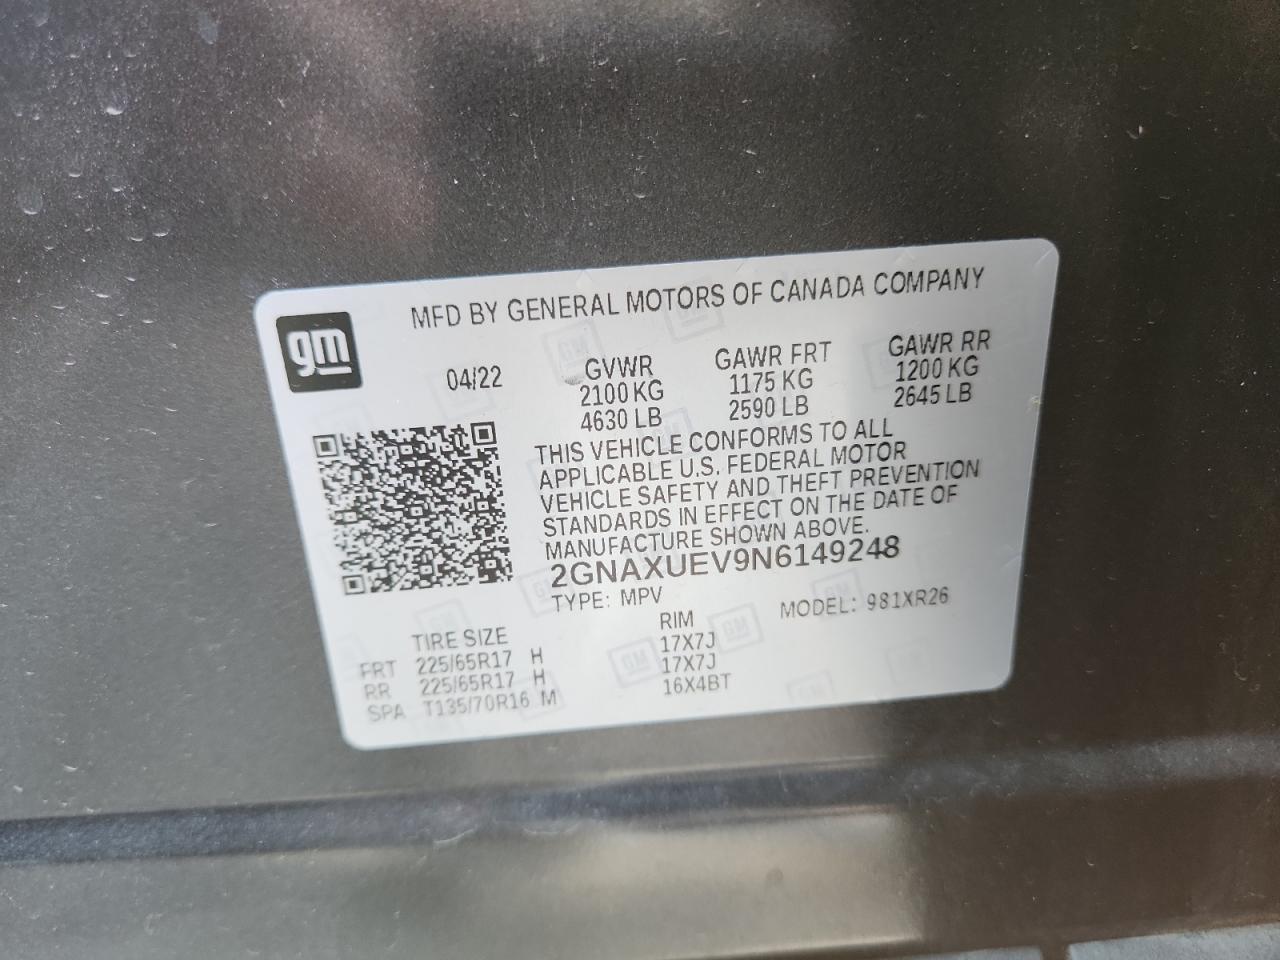 gm
MFD BY GENERAL MOTORS OF CANADA COMPANY
04/22
GVWR
2100 KG
4630 LB
GAWR FRT
1175 KG
2590 LB
GAWR RR
1200 KG
2645 LB
THIS VEHICLE CONFORMS TO ALL
APPLICABLE U.S. FEDERAL MOTOR
VEHICLE SAFETY AND THEFT PREVENTION
STANDARDS IN EFFECT ON THE DATE OF
MANUFACTURE SHOWN ABOVE.
2GNAXUEV9N6149248
TYPE: MPV
MODEL: 981XR26
TIRE SIZE RIM
FRT 225/65R17 H 17X7J
RR 225/65R17 H 17X7J
SPA T135/70R16 M 16X4BT